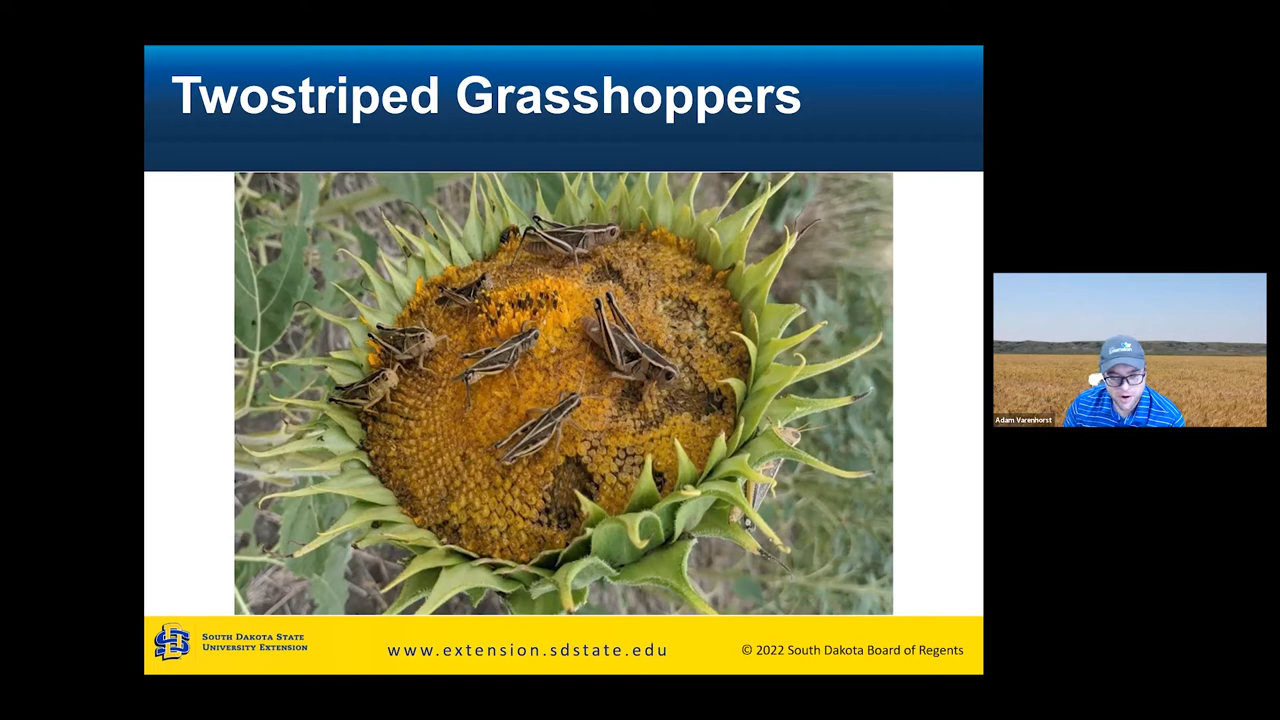 Twostriped Grasshoppers
Adam Varenhorst
SOUTH DAKOTA STATE
UNIVERSITY EXTENSION
www.extension.sdstate.edu
© 2022 South Dakota Board of Regents